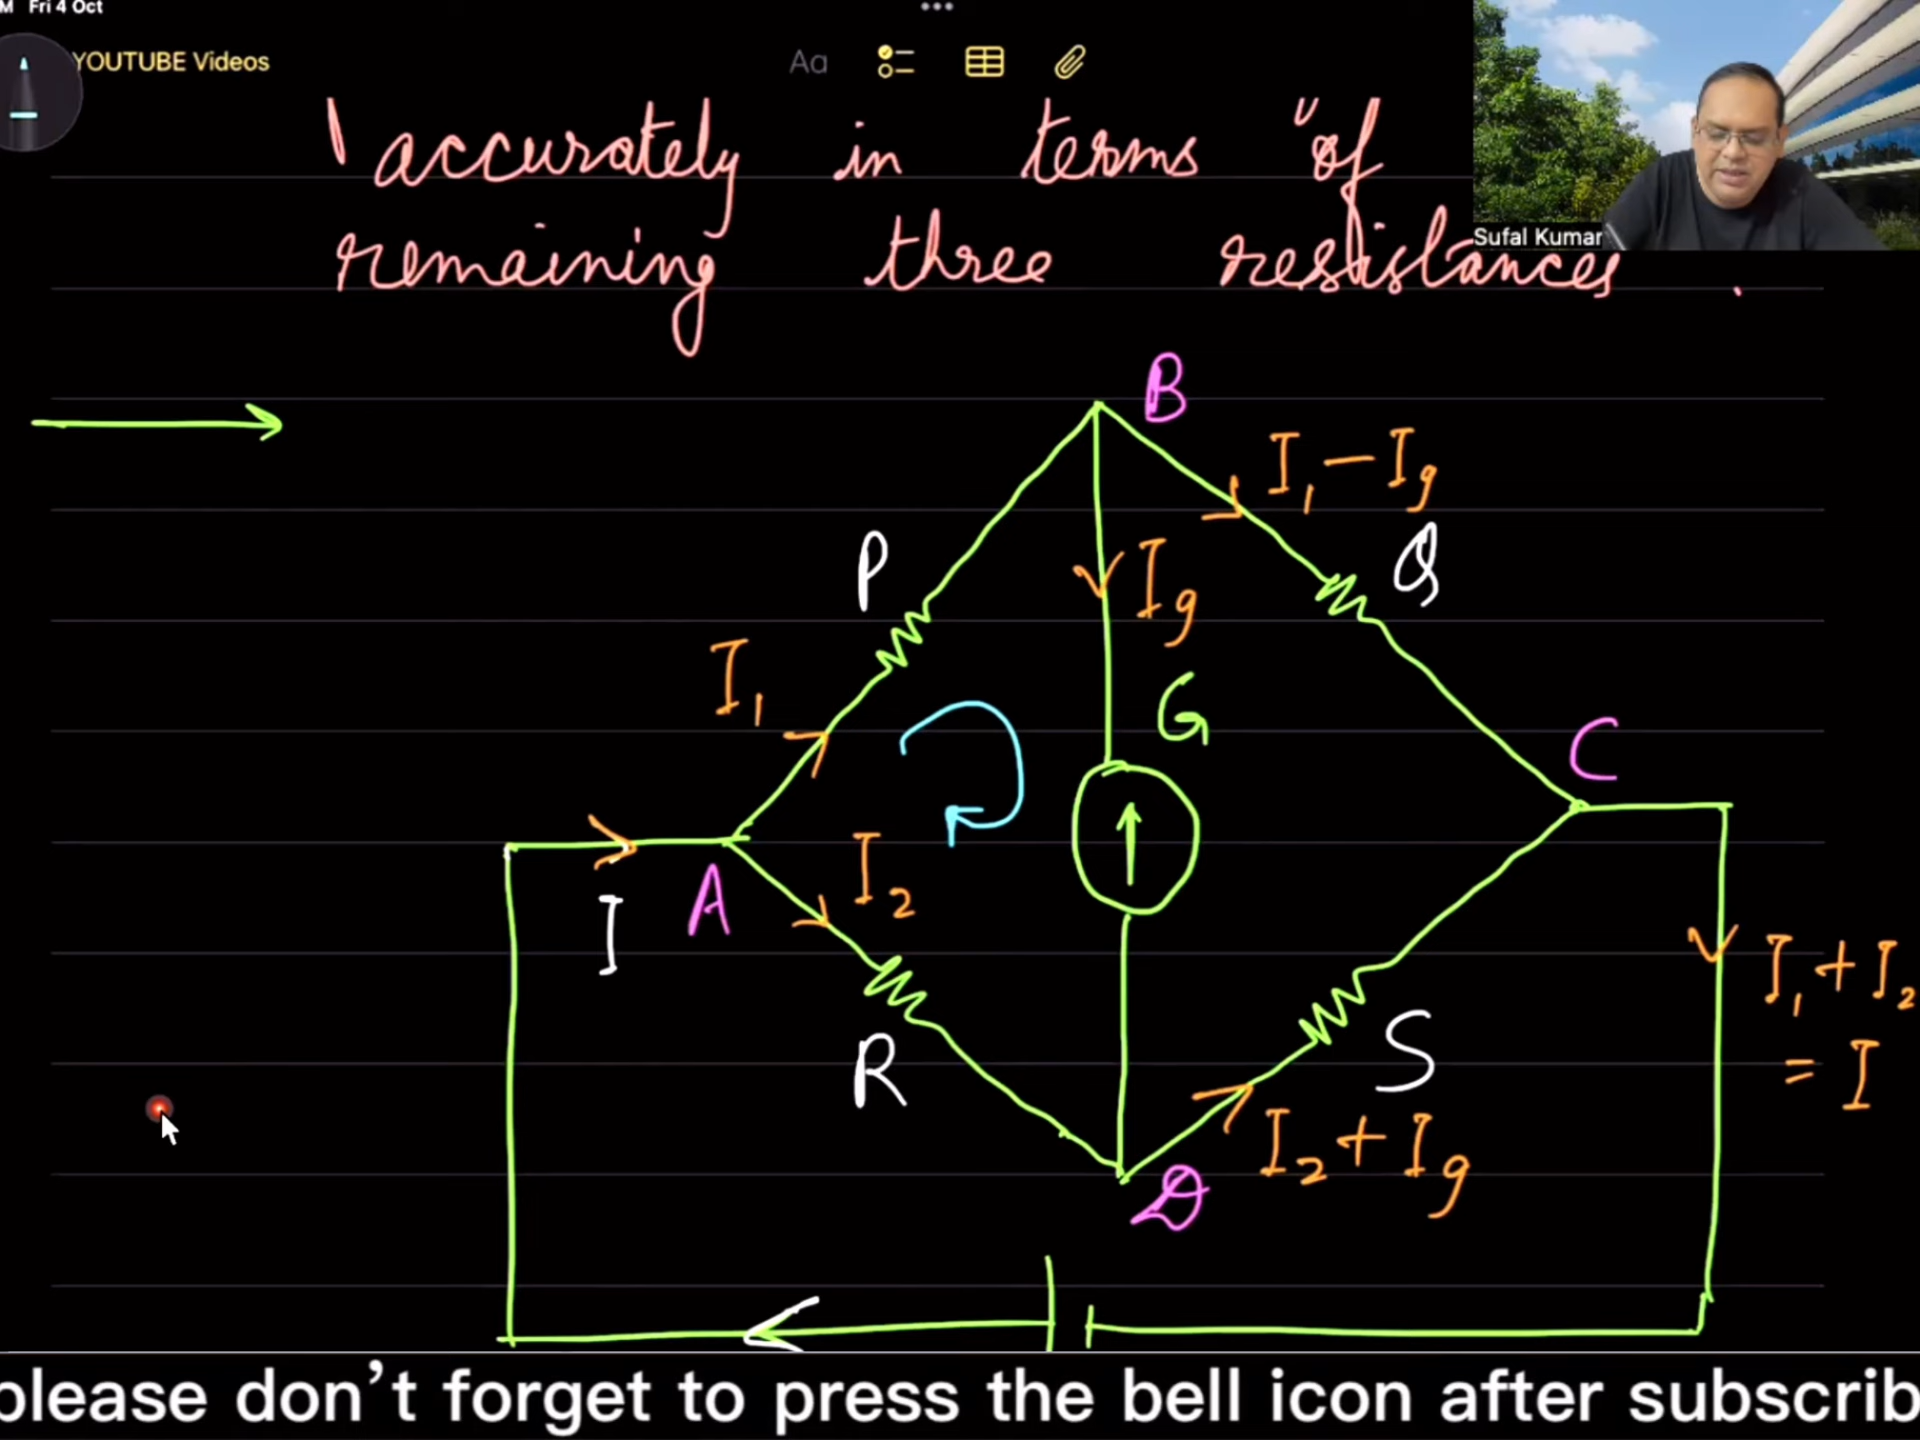 Fri 4 Oct
YOUTUBE Videos
Aa
accurately in terms of
remaining three resistances .
Sufal Kumar
B
I₁ - Ig
P
Q
Ig
I₁
G
C
I₂
A
I
I₁ + I₂
= I
R
S
I₂ + Ig
D
please don't forget to press the bell icon after subscrib